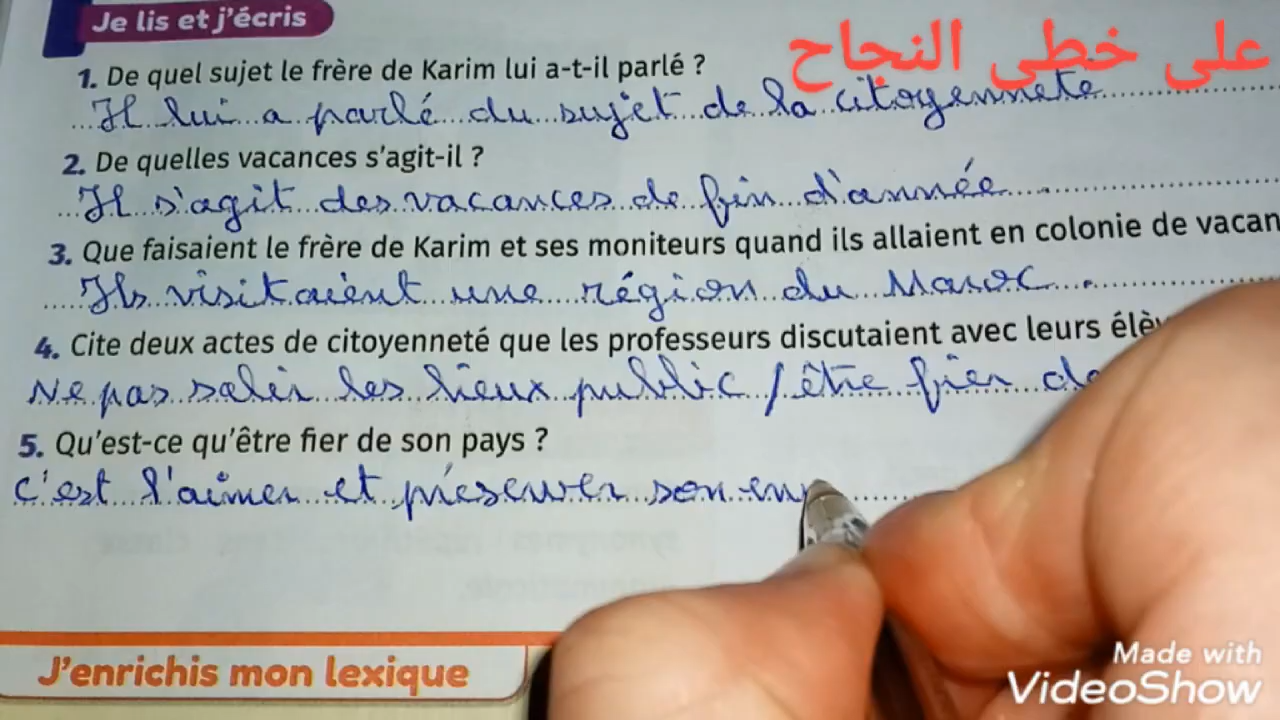 Je lis et j'écris
على خطى النجاح
1. De quel sujet le frère de Karim lui a-t-il parlé ?
Il lui a parlé du sujet de la citoyenneté
2. De quelles vacances s'agit-il ?
Il s'agit des vacances de fin d'année
3. Que faisaient le frère de Karim et ses moniteurs quand ils allaient en colonie de vacan
Ils visitaient une région du Maroc
4. Cite deux actes de citoyenneté que les professeurs discutaient avec leurs élè
Ne pas salir les lieux public / être fier de
5. Qu'est-ce qu'être fier de son pays ?
c'est l'aimer et préserver son
J'enrichis mon lexique
Made with
VideoShow